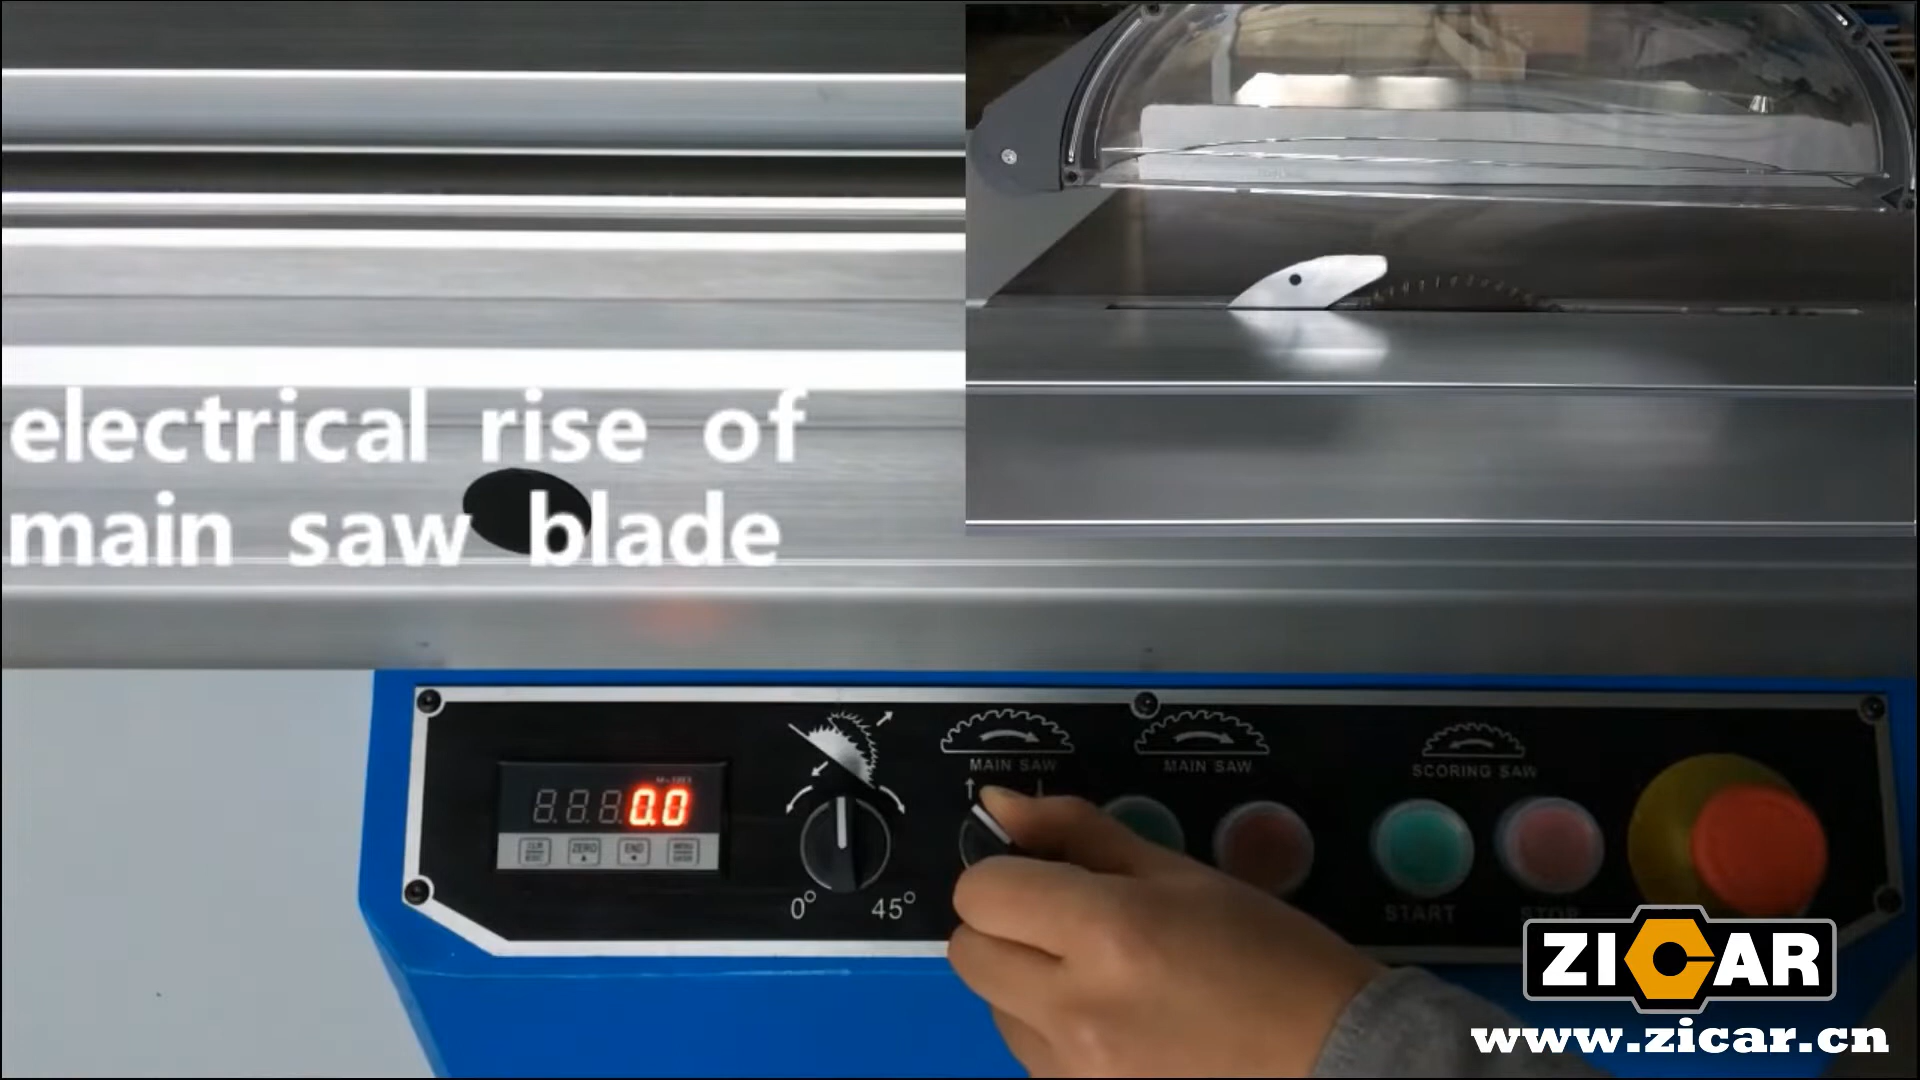 electrical rise of
main saw blade
MAIN SAW
MAIN SAW
SCORING SAW
0.0
ZERO
END
0° 45°
START
STOP
ZICAR
www.zicar.cn